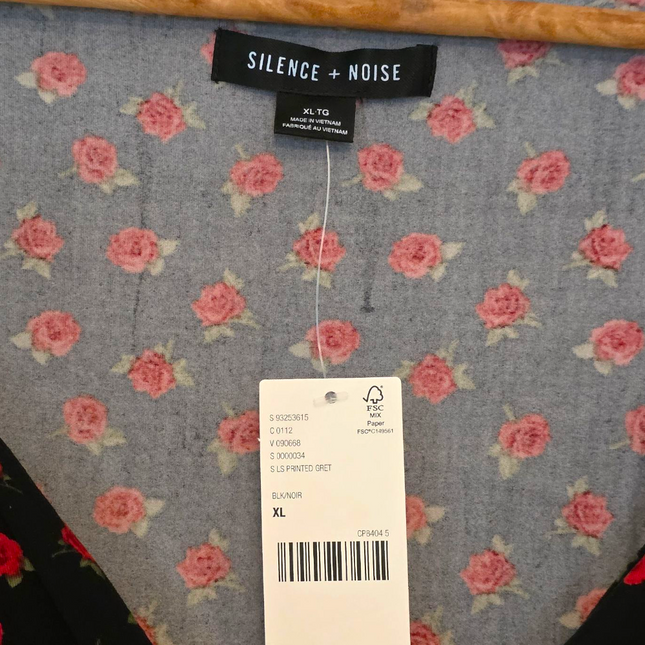 SILENCE + NOISE
XL·TG
MADE IN VIETNAM
FABRIQUÉ AU VIETNAM
S 93253615
C 0112
V 090668
S 0000034
S LS PRINTED GRET
BLK/NOIR
XL
FSC
MIX
Paper
CP8404 5